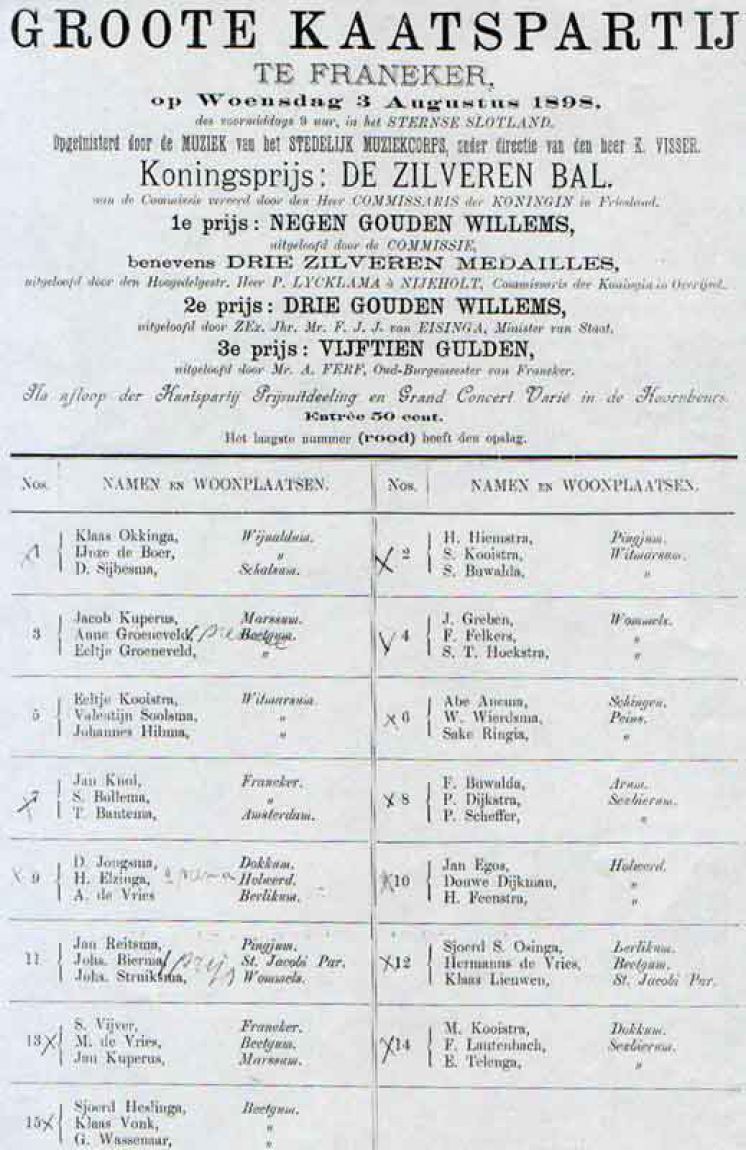 GROOTE KAATSPARTIJ
TE FRANEKER,
op Woensdag 3 Augustus 1898,
des voormiddags 9 uur, in het STERNSE SLOTLAND.
Opgeluisterd door de MUZIEK van het STEDELIJK MUZIEKCORPS, onder directie van den heer K. VISSER.
Koningsprijs: DE ZILVEREN BAL.
aan de Commissie vereerd door den Heer COMMISSARIS der KONINGIN in Friesland.
1e prijs: NEGEN GOUDEN WILLEMS,
uitgeloofd door de COMMISSIE,
benevens DRIE ZILVEREN MEDAILLES,
uitgeloofd door den Hoogedelgestr. Heer P. LYCKLAMA à NIJEHOLT, Commissaris der Koningin in Overijsel.
2e prijs: DRIE GOUDEN WILLEMS,
uitgeloofd door ZEx. Jhr. Mr. F. J. J. van EISINGA, Minister van Staat.
3e prijs: VIJFTIEN GULDEN,
uitgeloofd door Mr. A. FERF, Oud-Burgemeester van Franeker.
Na afloop der Kaatspartij Prijsuitdeeling en Grand Concert Varié in de Koornbeurs.
Entrée 50 cent.
Het laagste nummer (rood) heeft den opslag.
Nos. NAMEN EN WOONPLAATSEN. Nos. NAMEN EN WOONPLAATSEN.
1 Klaas Okkinga, Wijnaldum.
IJnze de Boer, "
D. Sijbesma, Schalsum.
2 H. Hiemstra, Pingjum.
S. Kooistra, Witmarsum.
S. Buwalda, "
3 Jacob Kuperus, Marssum.
Anne Groeneveld, Beetgum.
Eeltje Groeneveld, "
4 J. Greben, Wommels.
F. Felkers, "
S. T. Hoekstra, "
5 Eeltje Kooistra, Witmarsum.
Valentijn Soolsma, "
Johannes Hilma, "
6 Abe Anema, Schingen.
W. Wierdsma, Peins.
Sake Ringia, "
7 Jan Knol, Franeker.
S. Bollema, "
T. Bantema, Amsterdam.
8 F. Buwalda, Arum.
P. Dijkstra, Sexbierum.
P. Scheffer, "
9 D. Jongsma, Dokkum.
H. Elzinga, Holwerd.
A. de Vries Berlikum.
10 Jan Egos, Holwerd.
Douwe Dijkman, "
H. Feenstra, "
11 Jan Reitsma, Pingjum.
Johs. Bierma, St. Jacobi Par.
Johs. Struiksma, Wommels.
12 Sjoerd S. Osinga, Berlikum.
Hermanus de Vries, Beetgum.
Klaas Lieuwen, St. Jacobi Par.
13 S. Vijver, Franeker.
M. de Vries, Beetgum.
Jan Kuperus, Marssum.
14 M. Kooistra, Dokkum.
F. Lautenbach, Sexbierum.
E. Telenga, "
15 Sjoerd Heslinga, Beetgum.
Klaas Vonk, "
G. Wassenaar, "